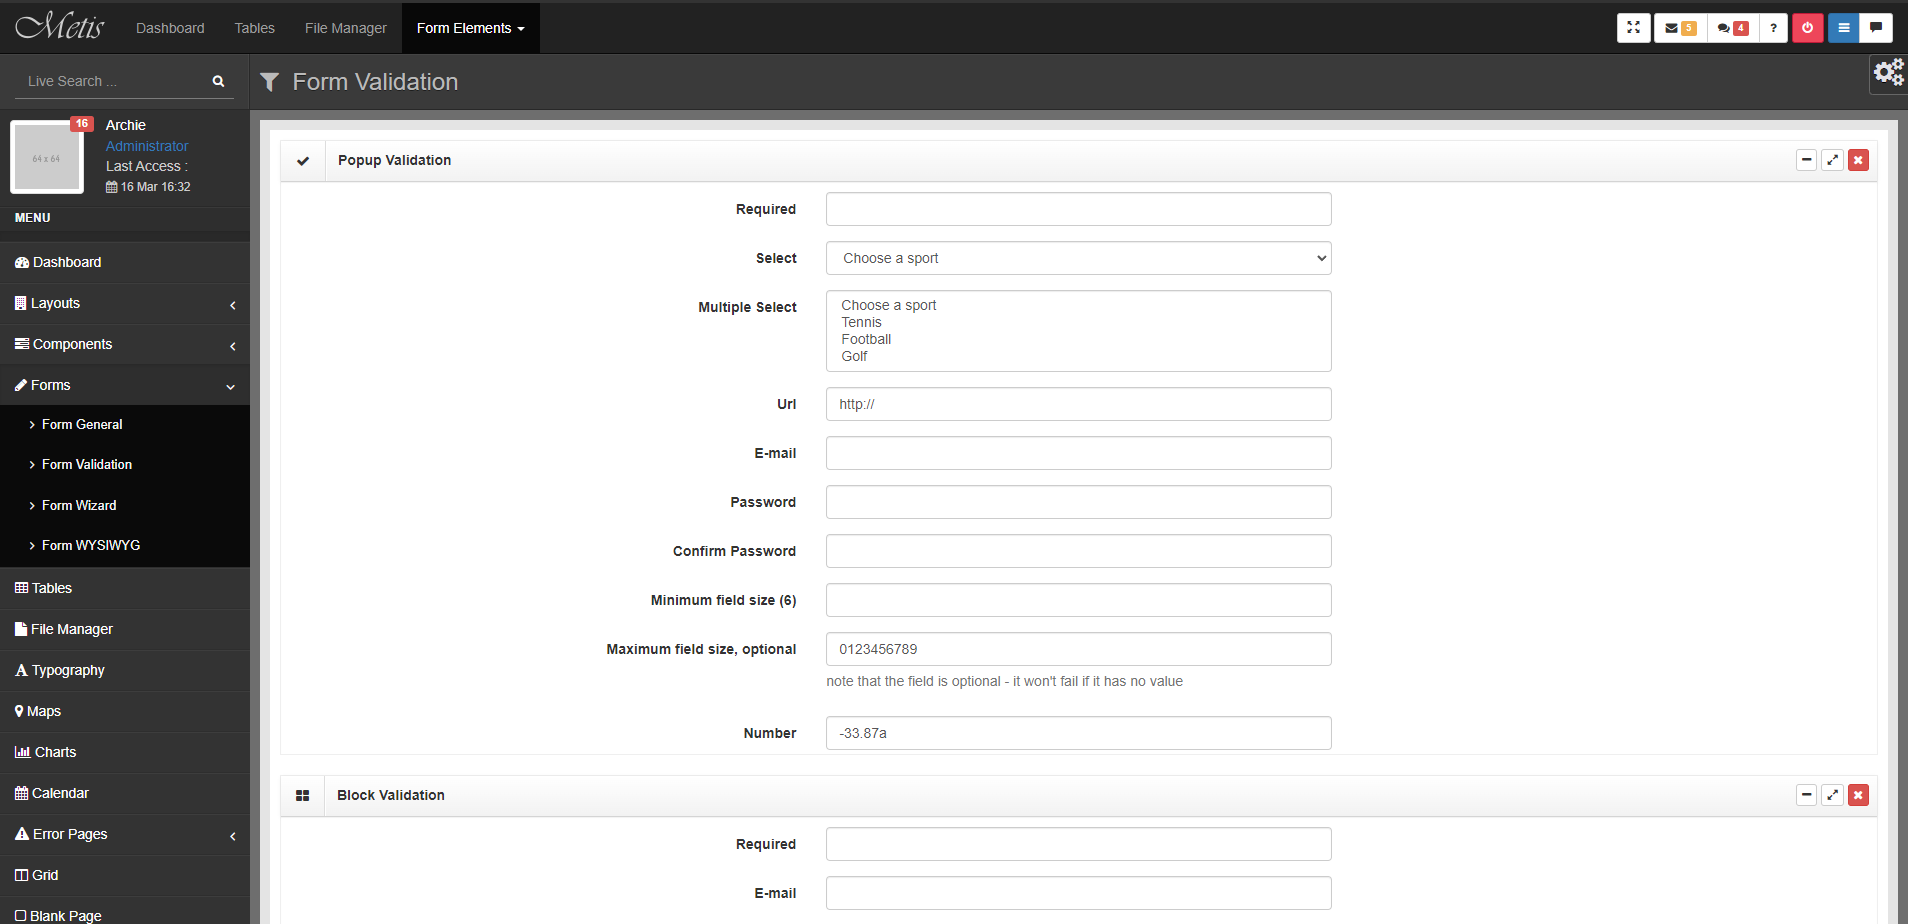 Metis
Dashboard
Tables
File Manager
Form Elements
5
4
?
Live Search ...
Form Validation
16
64 x 64
Archie
Administrator
Last Access :
16 Mar 16:32
MENU
Dashboard
Layouts
Components
Forms
Form General
Form Validation
Form Wizard
Form WYSIWYG
Tables
File Manager
Typography
Maps
Charts
Calendar
Error Pages
Grid
Blank Page
Popup Validation
Required
Select
Choose a sport
Multiple Select
Choose a sport
Tennis
Football
Golf
Url
http://
E-mail
Password
Confirm Password
Minimum field size (6)
Maximum field size, optional
0123456789
note that the field is optional - it won't fail if it has no value
Number
-33.87a
Block Validation
Required
E-mail